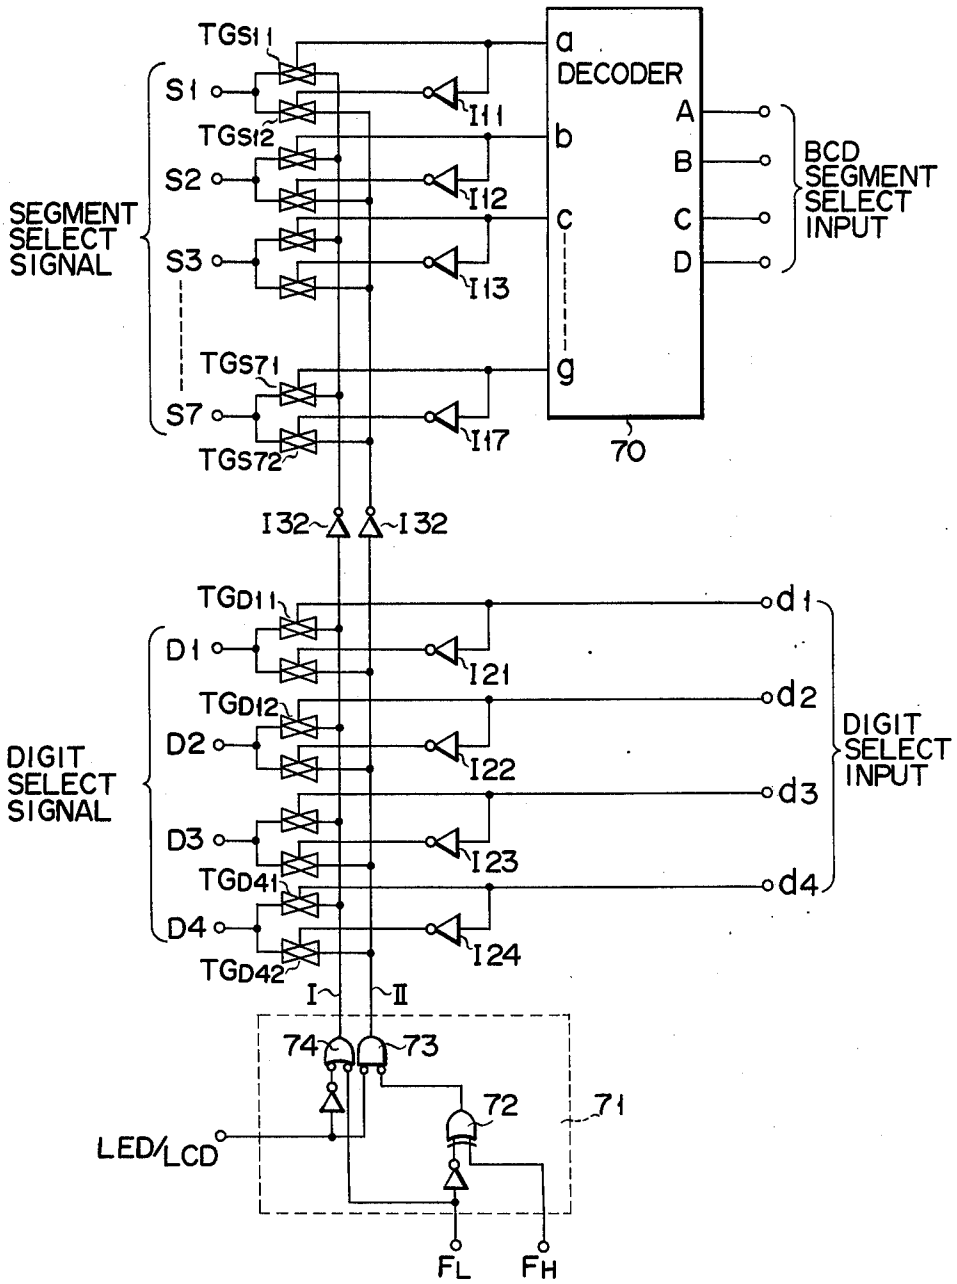 TGS11
a
DECODER
S1
I11
A
TGS12
b
B
BCD
SEGMENT
SELECT
INPUT
S2
I12
SEGMENT
SELECT
SIGNAL
c
C
S3
I13
D
TGS71
g
S7
I17
TGS72
70
I32
I32
TGD11
d1
D1
I21
TGD12
d2
D2
I22
DIGIT
SELECT
INPUT
DIGIT
SELECT
SIGNAL
d3
D3
I23
TGD41
d4
D4
I24
TGD42
I
II
74
73
72
71
LED/LCD
FL
FH